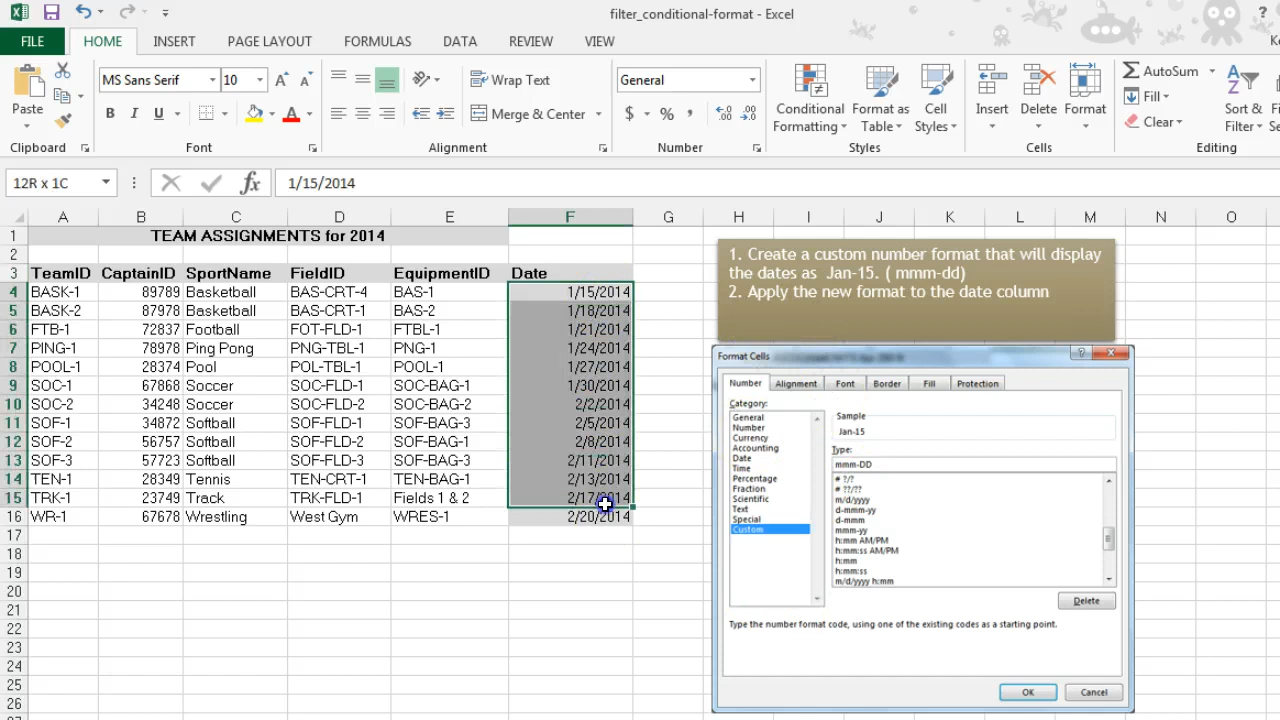 filter_conditional-format - Excel
?
FILE HOME INSERT PAGE LAYOUT FORMULAS DATA REVIEW VIEW
MS Sans Serif 10 Wrap Text General AutoSum
Paste B I U Merge & Center $ % , Conditional Formatting Format as Table Cell Styles Insert Delete Format Fill Clear Sort & Filter
Clipboard Font Alignment Number Styles Cells Editing
12R x 1C fx 1/15/2014
A B C D E F G H I J K L M N O
1 TEAM ASSIGNMENTS for 2014
2
3 TeamID CaptainID SportName FieldID EquipmentID Date
4 BASK-1 89789 Basketball BAS-CRT-4 BAS-1 1/15/2014
5 BASK-2 87978 Basketball BAS-CRT-1 BAS-2 1/18/2014
6 FTB-1 72837 Football FOT-FLD-1 FTBL-1 1/21/2014
7 PING-1 78978 Ping Pong PNG-TBL-1 PNG-1 1/24/2014
8 POOL-1 28374 Pool POL-TBL-1 POOL-1 1/27/2014
9 SOC-1 67868 Soccer SOC-FLD-1 SOC-BAG-1 1/30/2014
10 SOC-2 34248 Soccer SOC-FLD-2 SOC-BAG-2 2/2/2014
11 SOF-1 34872 Softball SOF-FLD-1 SOF-BAG-3 2/5/2014
12 SOF-2 56757 Softball SOF-FLD-2 SOF-BAG-1 2/8/2014
13 SOF-3 57723 Softball SOF-FLD-3 SOF-BAG-3 2/11/2014
14 TEN-1 28349 Tennis TEN-CRT-1 TEN-BAG-1 2/13/2014
15 TRK-1 23749 Track TRK-FLD-1 Fields 1 & 2 2/17/2014
16 WR-1 67678 Wrestling West Gym WRES-1 2/20/2014
17
18
19
20
21
22
23
24
25
26
1. Create a custom number format that will display
the dates as Jan-15. ( mmm-dd)
2. Apply the new format to the date column
Format Cells
Number Alignment Font Border Fill Protection
Category:
General
Number
Currency
Accounting
Date
Time
Percentage
Fraction
Scientific
Text
Special
Custom
Sample
Jan-15
Type:
mmm-DD
# ?/?
# ??/??
m/d/yyyy
d-mmm-yy
d-mmm
mmm-yy
h:mm AM/PM
h:mm:ss AM/PM
h:mm
h:mm:ss
m/d/yyyy h:mm
Delete
Type the number format code, using one of the existing codes as a starting point.
OK Cancel